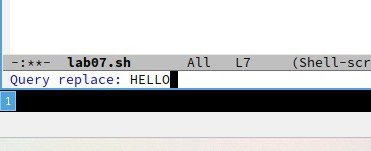 -:**-  lab07.sh       All   L7     (Shell-scr
Query replace: HELLO
1